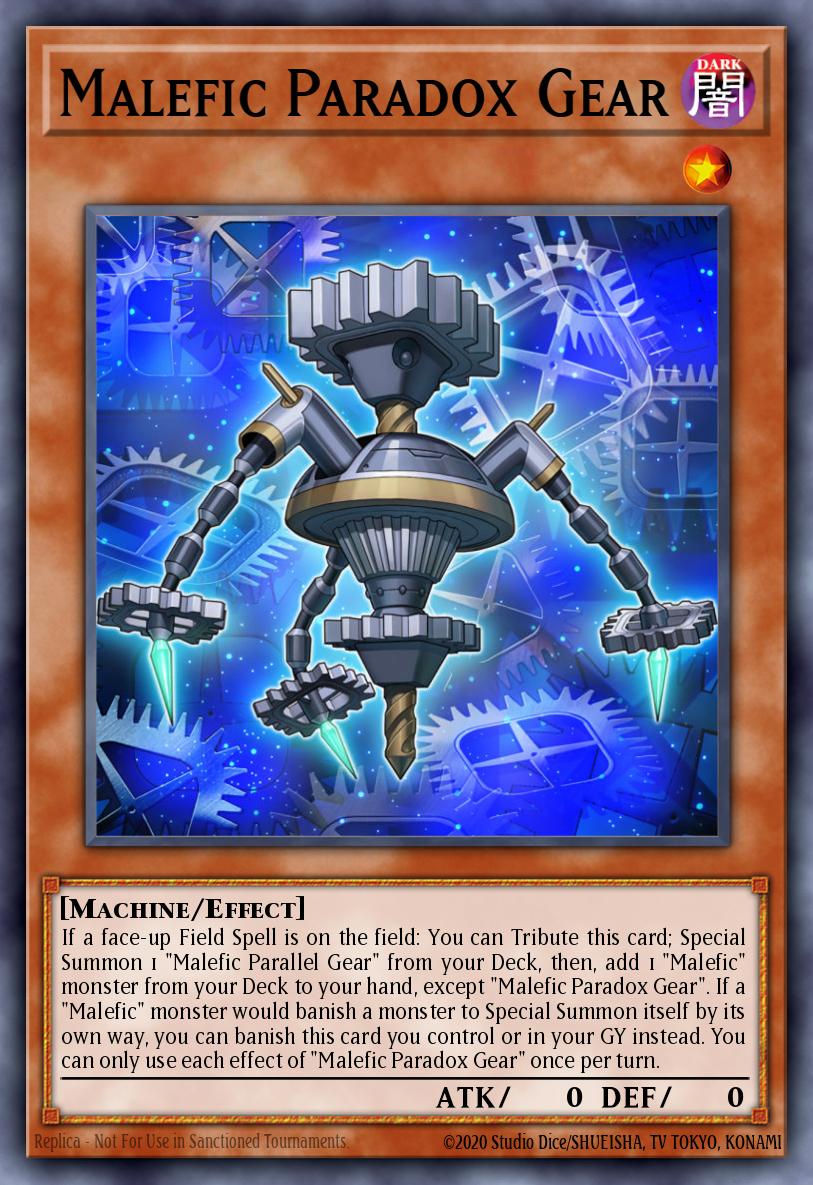 Malefic Paradox Gear
DARK
闇
[Machine/Effect]
If a face-up Field Spell is on the field: You can Tribute this card; Special
Summon 1 "Malefic Parallel Gear" from your Deck, then, add 1 "Malefic"
monster from your Deck to your hand, except "Malefic Paradox Gear". If a
"Malefic" monster would banish a monster to Special Summon itself by its
own way, you can banish this card you control or in your GY instead. You
can only use each effect of "Malefic Paradox Gear" once per turn.
ATK/ 0 DEF/ 0
Replica - Not For Use in Sanctioned Tournaments.
©2020 Studio Dice/SHUEISHA, TV TOKYO, KONAMI